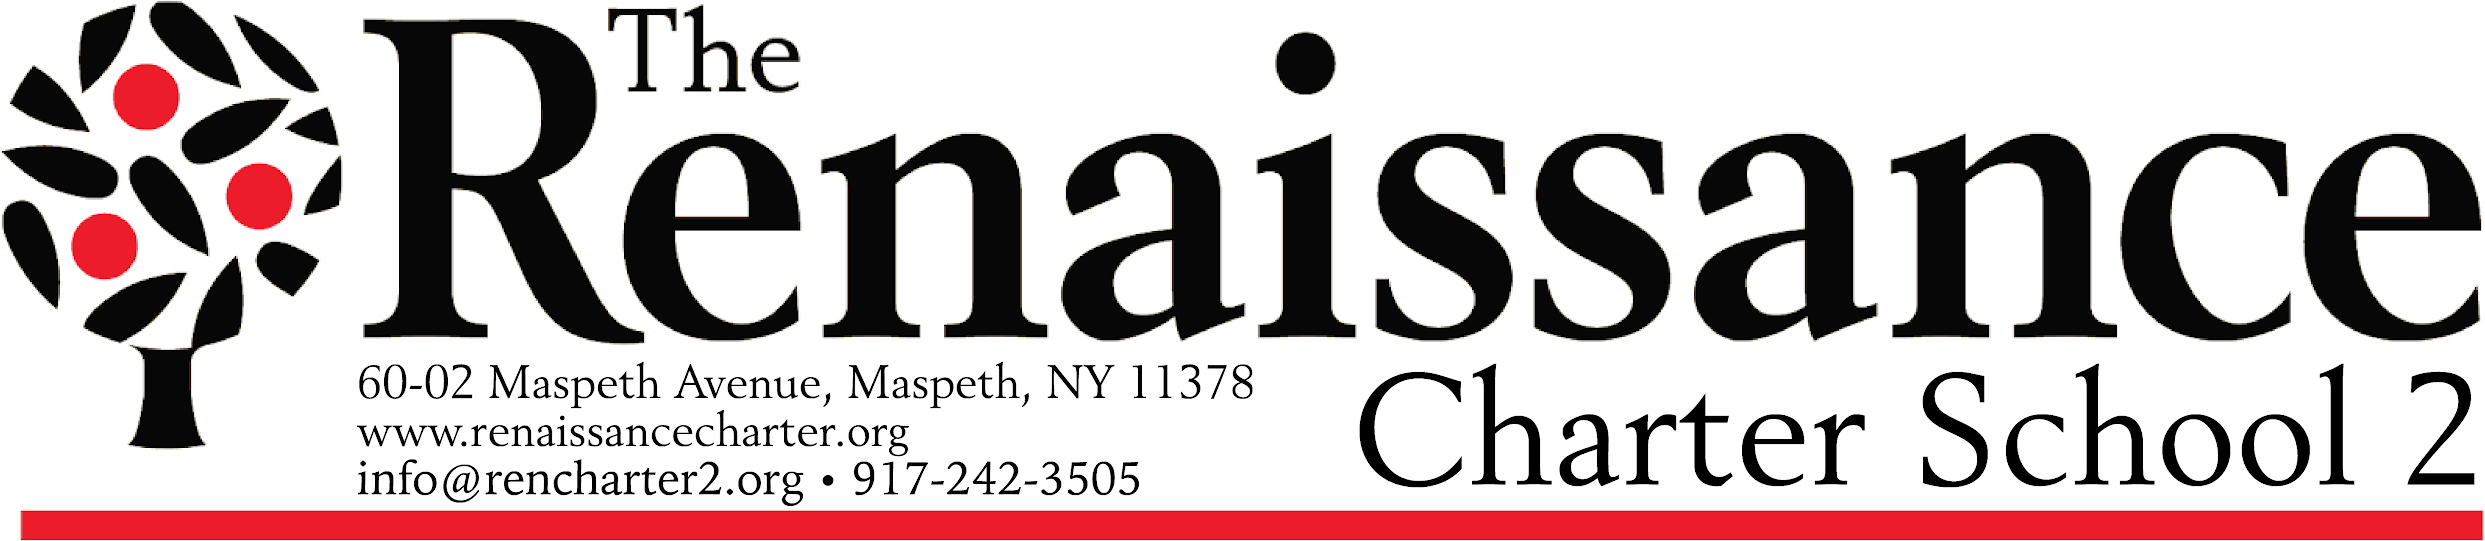 The
Renaissance
Charter School 2
60-02 Maspeth Avenue, Maspeth, NY 11378
www.renaissancecharter.org
info@rencharter2.org • 917-242-3505